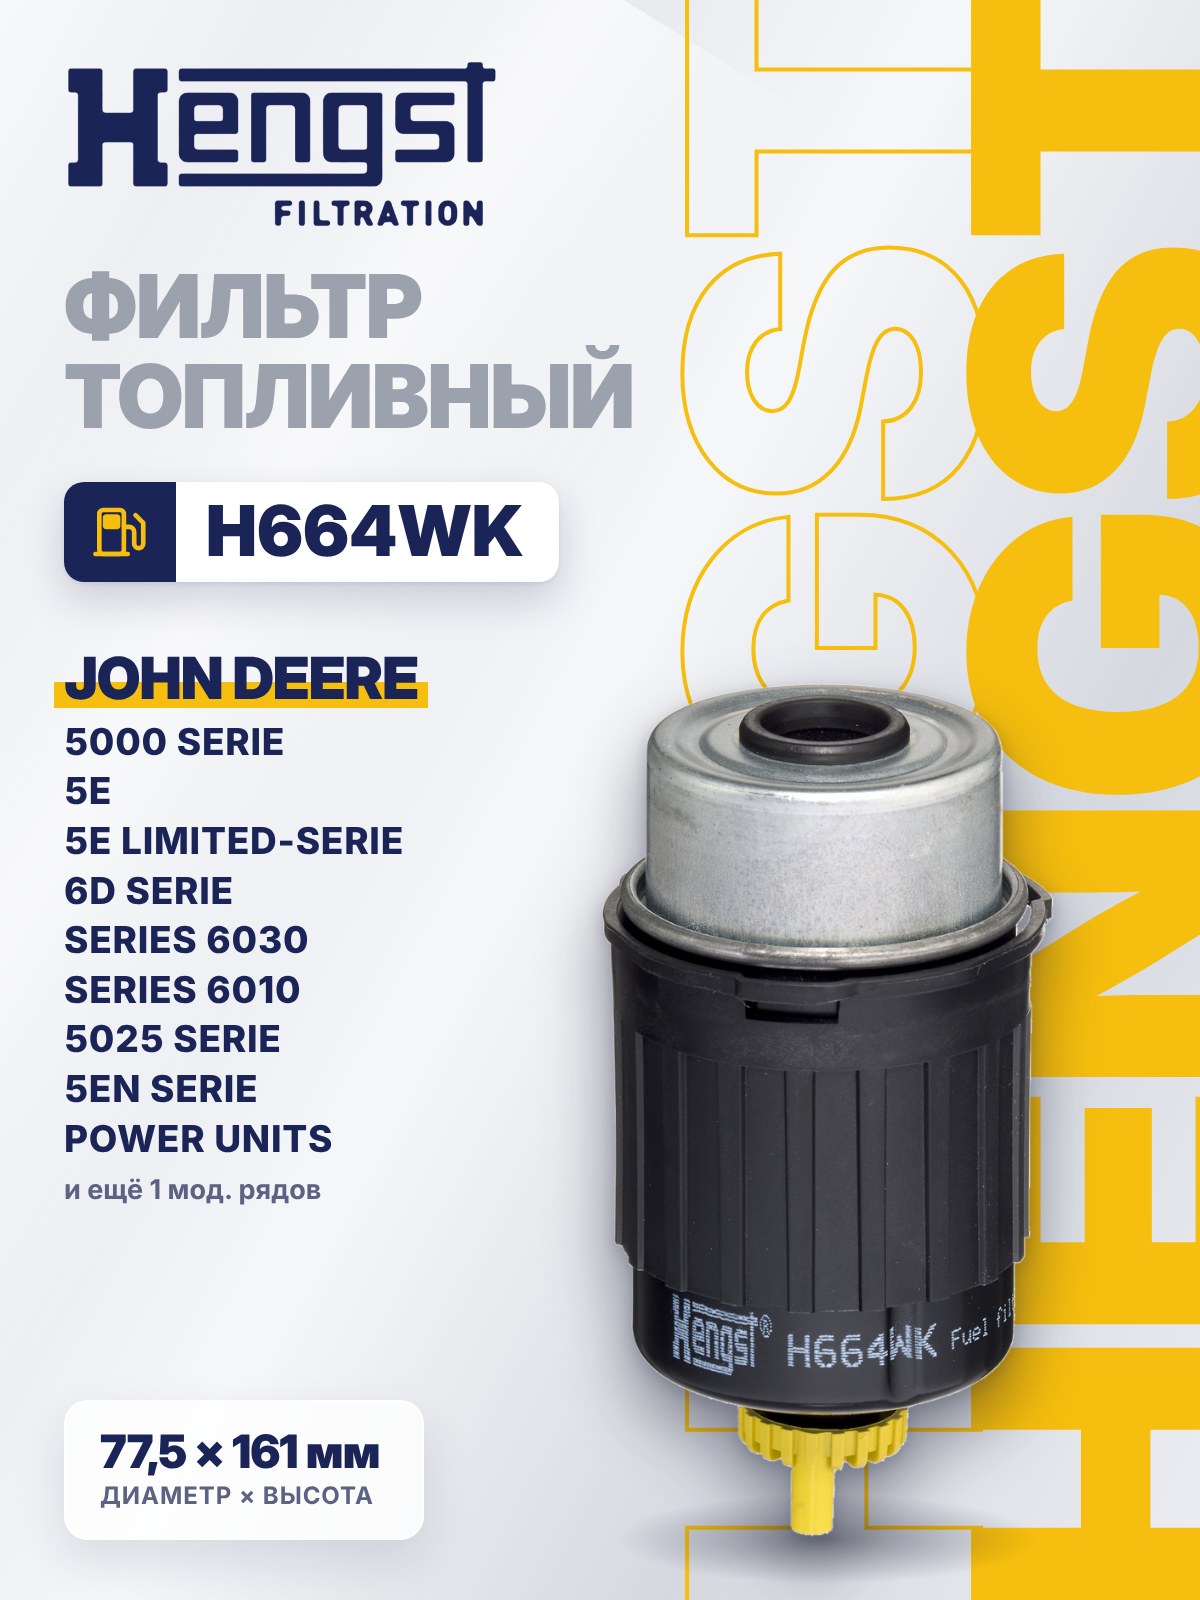 Hengst
FILTRATION
ФИЛЬТР
ТОПЛИВНЫЙ
H664WK
JOHN DEERE
5000 SERIE
5E
5E LIMITED-SERIE
6D SERIE
SERIES 6030
SERIES 6010
5025 SERIE
5EN SERIE
POWER UNITS
и ещё 1 мод. рядов
77,5 × 161 мм
ДИАМЕТР × ВЫСОТА
HENGST
Hengst® H664WK Fuel